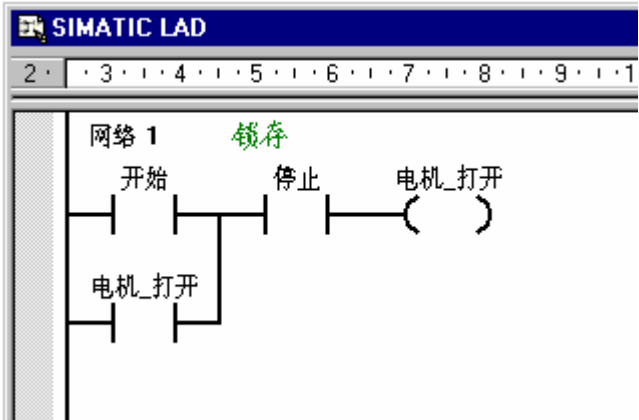 SIMATIC LAD
2 · · 3 · ı · 4 · ı · 5 · ı · 6 · ı · 7 · ı · 8 · ı · 9 · ı · 1
网络 1 锁存
开始 停止 电机_打开
电机_打开